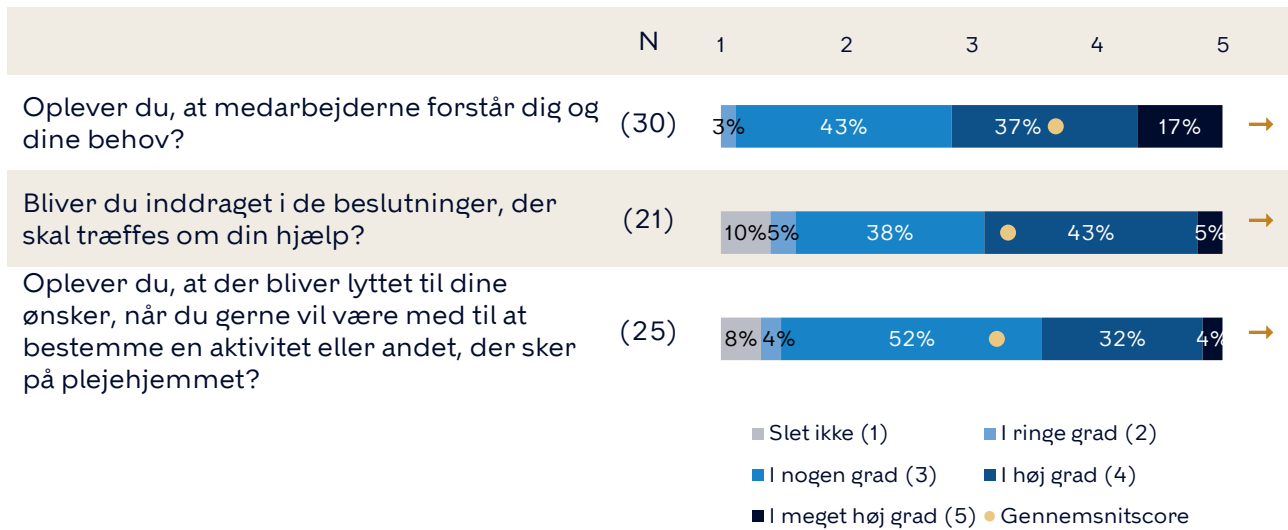 N 1 2 3 4 5
Oplever du, at medarbejderne forstår dig og
dine behov?
(30)
3% 43% 37% 17%
→
Bliver du inddraget i de beslutninger, der
skal træffes om din hjælp?
(21)
10% 5% 38% 43% 5%
→
Oplever du, at der bliver lyttet til dine
ønsker, når du gerne vil være med til at
bestemme en aktivitet eller andet, der sker
på plejehjemmet?
(25)
8% 4% 52% 32% 4%
→
Slet ikke (1) I ringe grad (2)
I nogen grad (3) I høj grad (4)
I meget høj grad (5) Gennemsnitscore